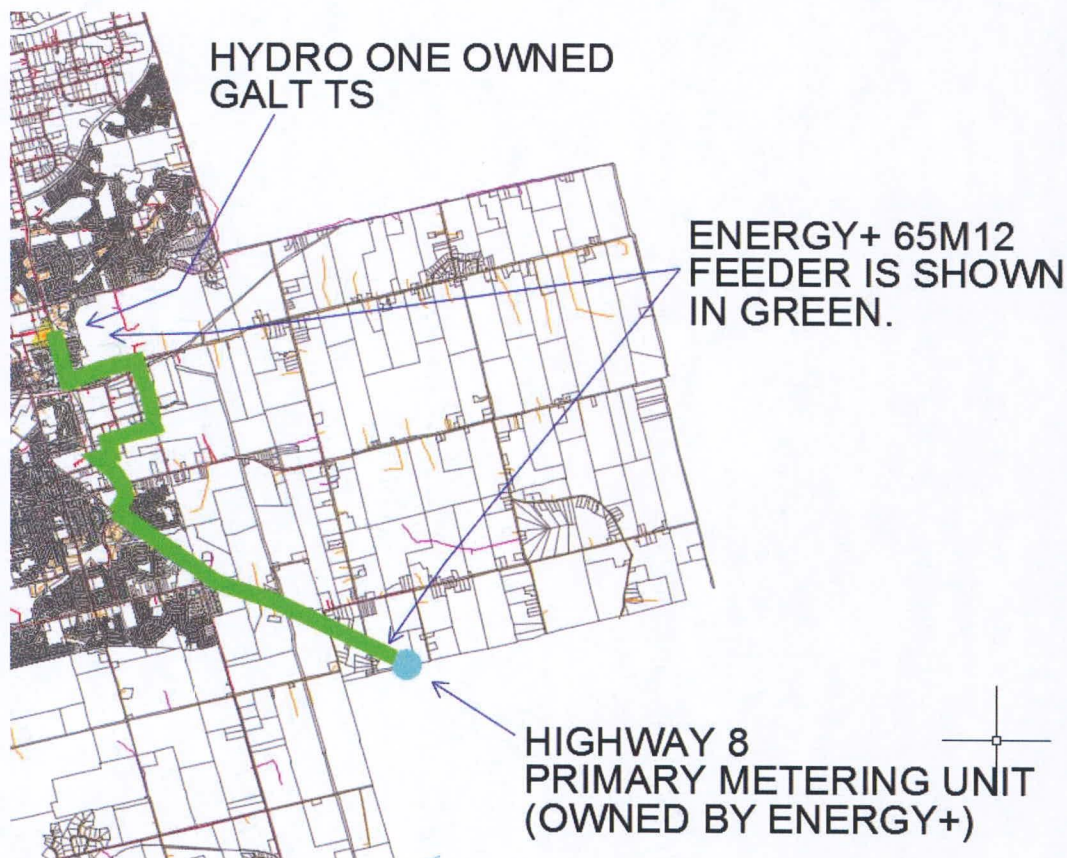 HYDRO ONE OWNED
GALT TS
ENERGY+ 65M12
FEEDER IS SHOWN
IN GREEN.
HIGHWAY 8
PRIMARY METERING UNIT
(OWNED BY ENERGY+)